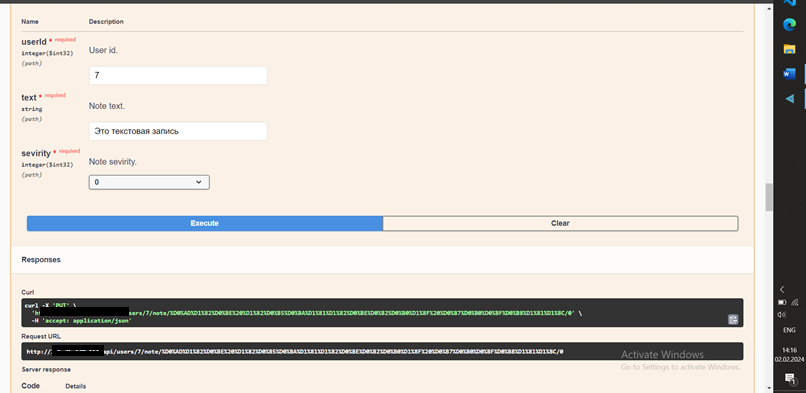 Name Description
userId * required
integer($int32)
(path)
User id.
7
text * required
string
(path)
Note text.
Это текстовая запись
sevirity * required
integer($int32)
(path)
Note sevirity.
0
Execute Clear
Responses
Curl
curl -X 'PUT' \
sers/7/note/%D0%AD%D1%82%D0%BE%20%D1%82%D0%B5%D0%BA%D1%81%D1%82%D0%BE%D0%B2%D0%B0%D1%8F%20%D0%B7%D0%B0%D0%BF%D0%B8%D1%81%D1%8C/0' \
-H 'accept: application/json'
Request URL
http://
api/users/7/note/%D0%AD%D1%82%D0%BE%20%D1%82%D0%B5%D0%BA%D1%81%D1%82%D0%BE%D0%B2%D0%B0%D1%8F%20%D0%B7%D0%B0%D0%BF%D0%B8%D1%81%D1%8C/0
Server response
Code Details
Activate Windows
Go to Settings to activate Windows.
ENG
14:16
02.02.2024
1